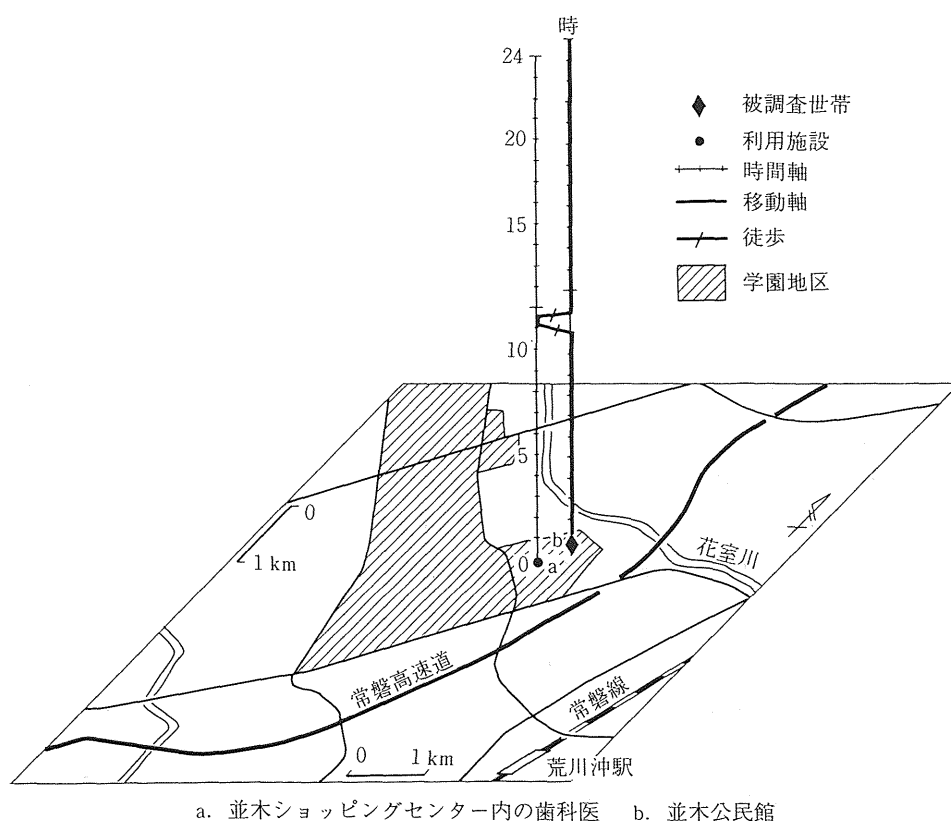 時
24
20
15
10
5
0
被調査世帯
利用施設
時間軸
移動軸
徒歩
学園地区
0
1 km
b
a
花室川
常磐高速道
常磐線
0 1 km
荒川沖駅
a. 並木ショッピングセンター内の歯科医 b. 並木公民館